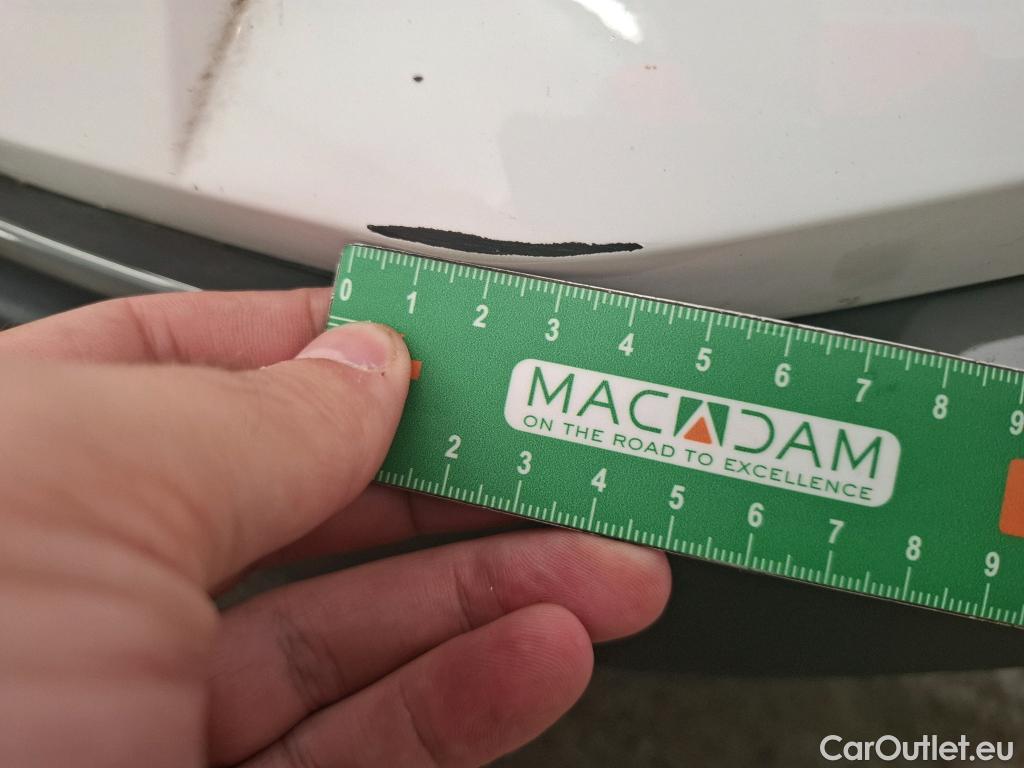 0 1 2 3 4 5 6 7 8 9
MACADAM
ON THE ROAD TO EXCELLENCE
2 3 4 5 6 7 8 9
CarOutlet.eu